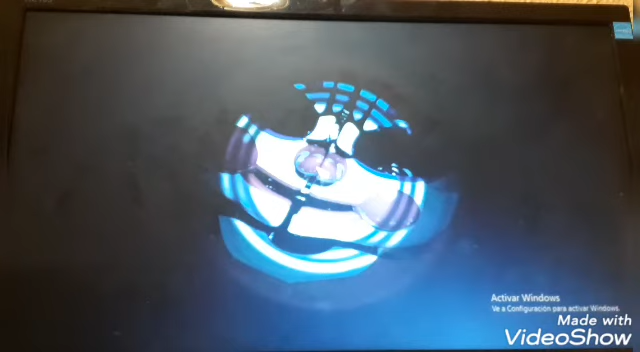 Activar Windows
Ve a Configuración para activar Windows.
Made with
VideoShow